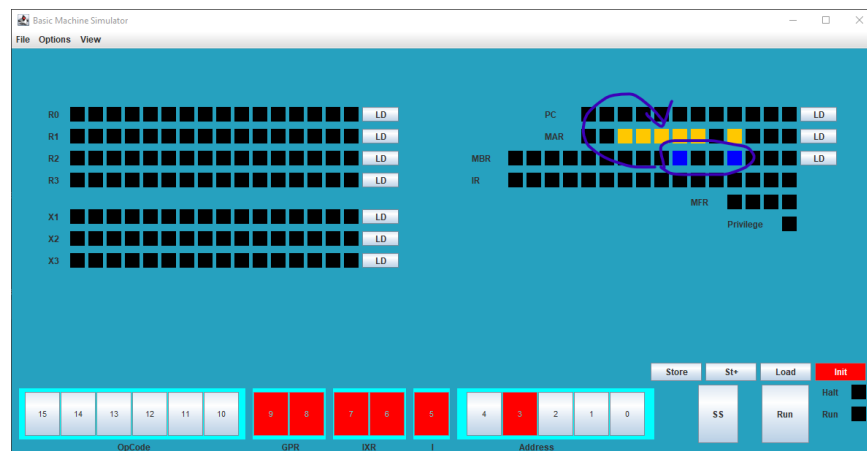 Basic Machine Simulator
File Options View
R0 LD PC LD
R1 LD MAR LD
R2 LD MBR LD
R3 LD IR
MFR
X1 LD Privilege
X2 LD
X3 LD
Store St+ Load Init
15 14 13 12 11 10 9 8 7 6 5 4 3 2 1 0 SS Run Halt
Run
OpCode GPR IXR I Address